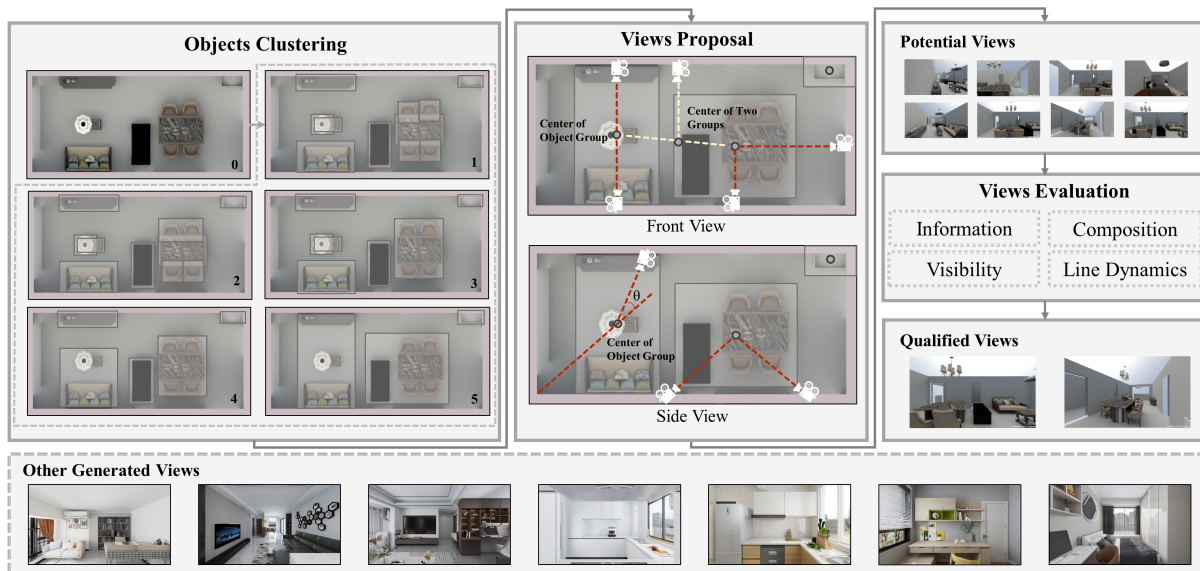 Objects Clustering
0
1
2
3
4
5
Views Proposal
Center of
Object Group
Center of Two
Groups
Front View
θ
Center of
Object Group
Side View
Potential Views
Views Evaluation
Information
Composition
Visibility
Line Dynamics
Qualified Views
Other Generated Views